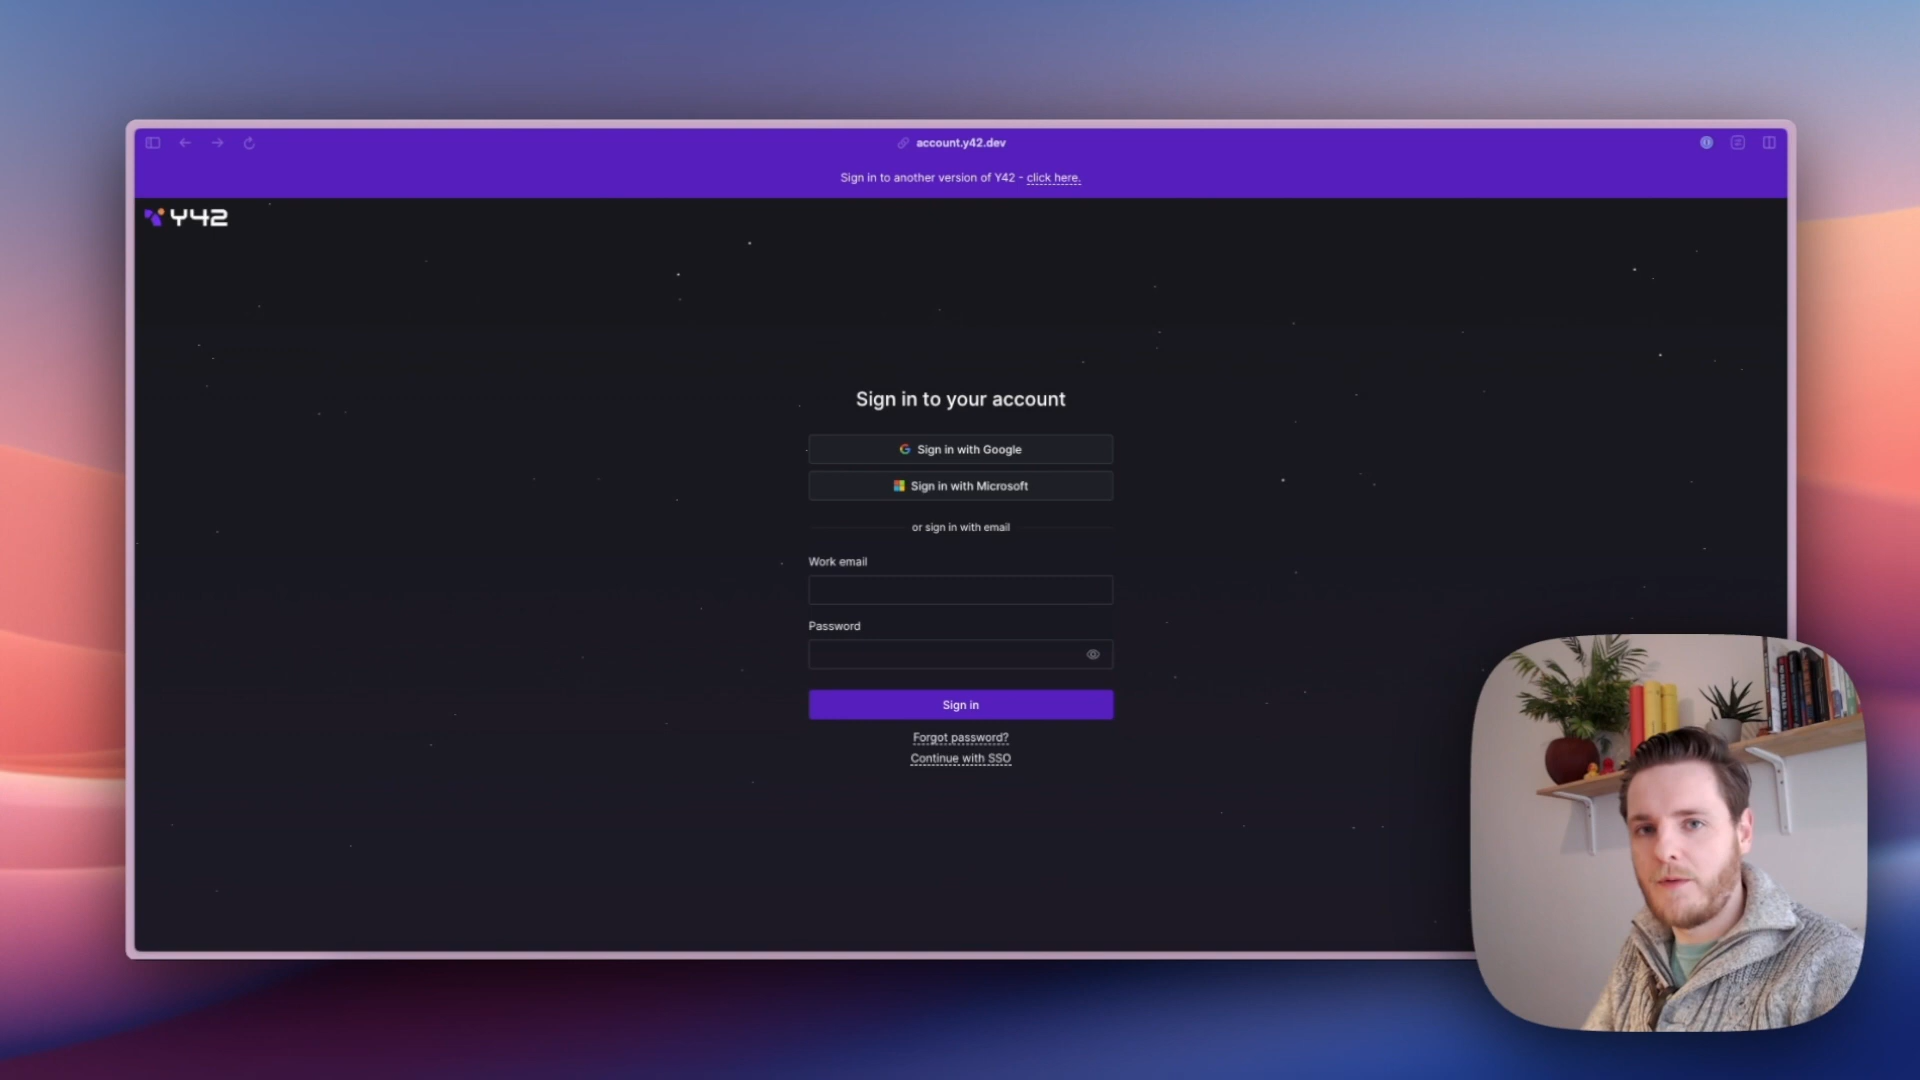 account.y42.dev
Sign in to another version of Y42 - click here.
Y42
Sign in to your account
Sign in with Google
Sign in with Microsoft
or sign in with email
Work email
Password
Sign in
Forgot password?
Continue with SSO